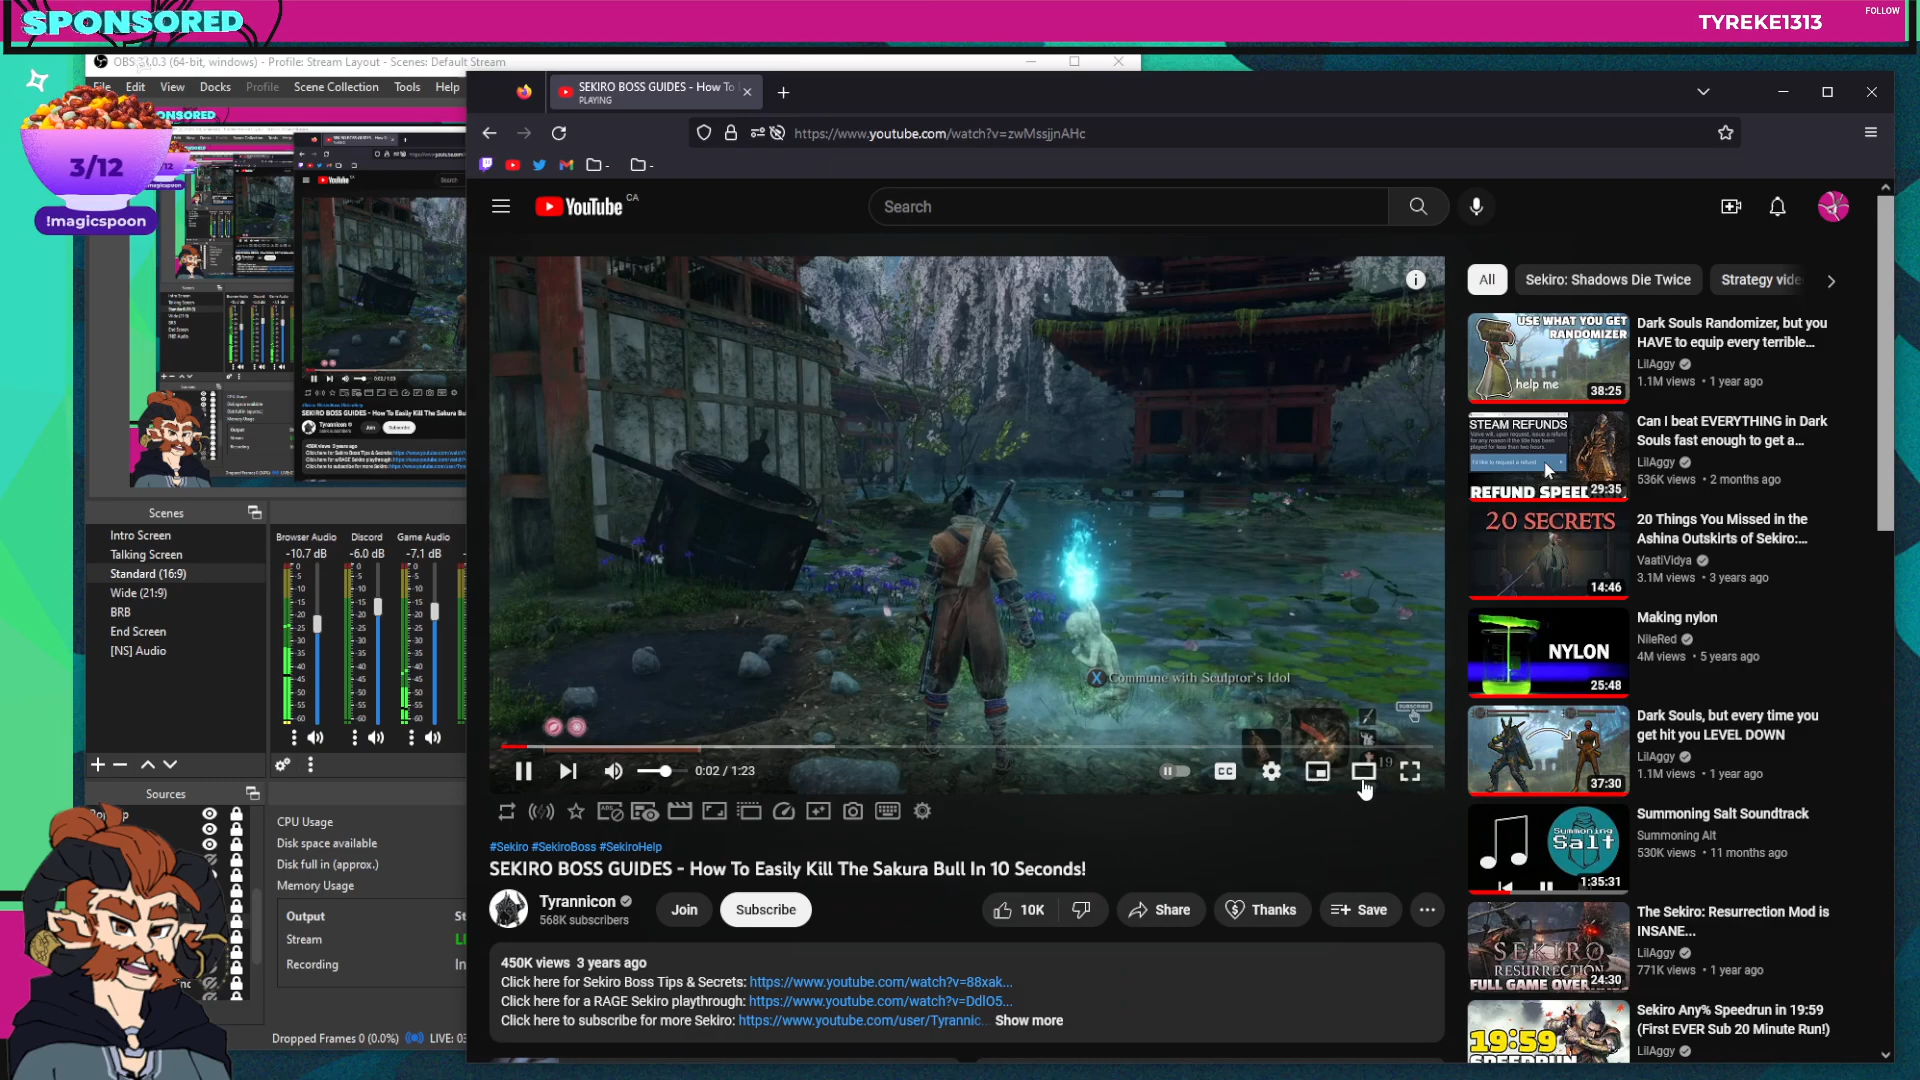 SPONSORED
TYREKE1313
FOLLOW
3/12
!magicspoon
(64-bit, windows) - Profile: Stream Layout - Scenes: Default Stream
File Edit View Docks Profile Scene Collection Tools Help
SEKIRO BOSS GUIDES - How To
PLAYING
https://www.youtube.com/watch?v=zwMssjjnAHc
YouTube CA
Search
All
Sekiro: Shadows Die Twice
Strategy vide
Commune with Sculptor's Idol
SUBSCRIBE
19
0:02 / 1:23
CC
#Sekiro #SekiroBoss #SekiroHelp
SEKIRO BOSS GUIDES - How To Easily Kill The Sakura Bull In 10 Seconds!
Tyrannicon
568K subscribers
Join
Subscribe
10K
Share
Thanks
Save
450K views 3 years ago
Click here for Sekiro Boss Tips & Secrets: https://www.youtube.com/watch?v=88xak...
Click here for a RAGE Sekiro playthrough: https://www.youtube.com/watch?v=DdlO5...
Click here to subscribe for more Sekiro: https://www.youtube.com/user/Tyrannic... Show more
USE WHAT YOU GET
RANDOMIZER
help me
38:25
Dark Souls Randomizer, but you
HAVE to equip every terrible...
LilAggy
1.1M views • 1 year ago
STEAM REFUNDS
REFUND SPEE
29:35
Can I beat EVERYTHING in Dark
Souls fast enough to get a...
LilAggy
536K views • 2 months ago
20 SECRETS
14:46
20 Things You Missed in the
Ashina Outskirts of Sekiro:...
VaatiVidya
3.1M views • 3 years ago
NYLON
25:48
Making nylon
NileRed
4M views • 5 years ago
37:30
Dark Souls, but every time you
get hit you LEVEL DOWN
LilAggy
1.1M views • 1 year ago
Summoning
Salt
1:35:31
Summoning Salt Soundtrack
Summoning Alt
530K views • 11 months ago
SEKIRO
RESURRECTION
FULL GAME OVER
24:30
The Sekiro: Resurrection Mod is
INSANE...
LilAggy
771K views • 1 year ago
19:59
SPEEDRUN
Sekiro Any% Speedrun in 19:59
(First EVER Sub 20 Minute Run!)
LilAggy
Scenes
Intro Screen
Talking Screen
Standard (16:9)
Wide (21:9)
BRB
End Screen
[NS] Audio
Browser Audio Discord Game Audio
-10.7 dB -6.0 dB -7.1 dB
Sources
CPU Usage
Disk space available
Disk full in (approx.)
Memory Usage
Output St
Stream LI
Recording In
Dropped Frames 0 (0.0%) LIVE: 0